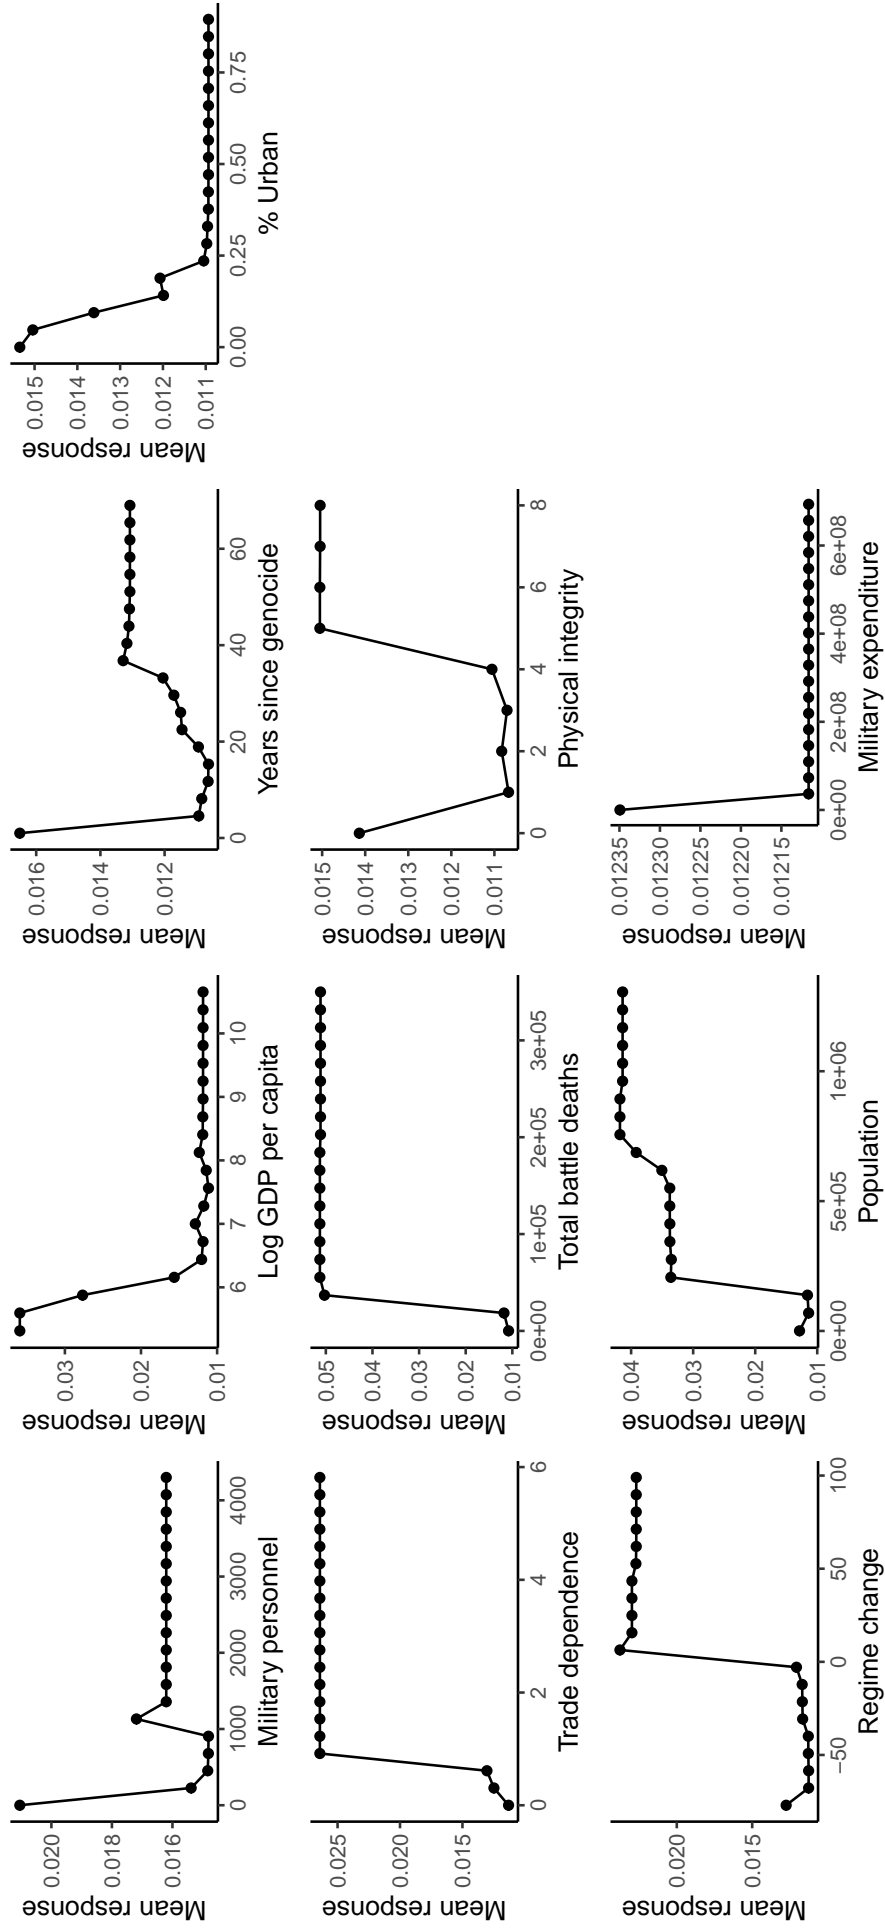 Mean response
0.020
0.018
0.016
0
1000
2000
3000
4000
Military personnel
Mean response
0.03
0.02
0.01
6
7
8
9
10
Log GDP per capita
Mean response
0.016
0.014
0.012
0
20
40
60
Years since genocide
Mean response
0.015
0.014
0.013
0.012
0.011
0.00
0.25
0.50
0.75
% Urban
Mean response
0.025
0.020
0.015
0
2
4
6
Trade dependence
Mean response
0.05
0.04
0.03
0.02
0.01
0e+00
1e+05
2e+05
3e+05
Total battle deaths
Mean response
0.015
0.014
0.013
0.012
0.011
0
2
4
6
8
Physical integrity
Mean response
0.020
0.015
−50
0
50
100
Regime change
Mean response
0.04
0.03
0.02
0.01
0e+00
5e+05
1e+06
Population
Mean response
0.01235
0.01230
0.01225
0.01220
0.01215
0e+00
2e+08
4e+08
6e+08
Military expenditure